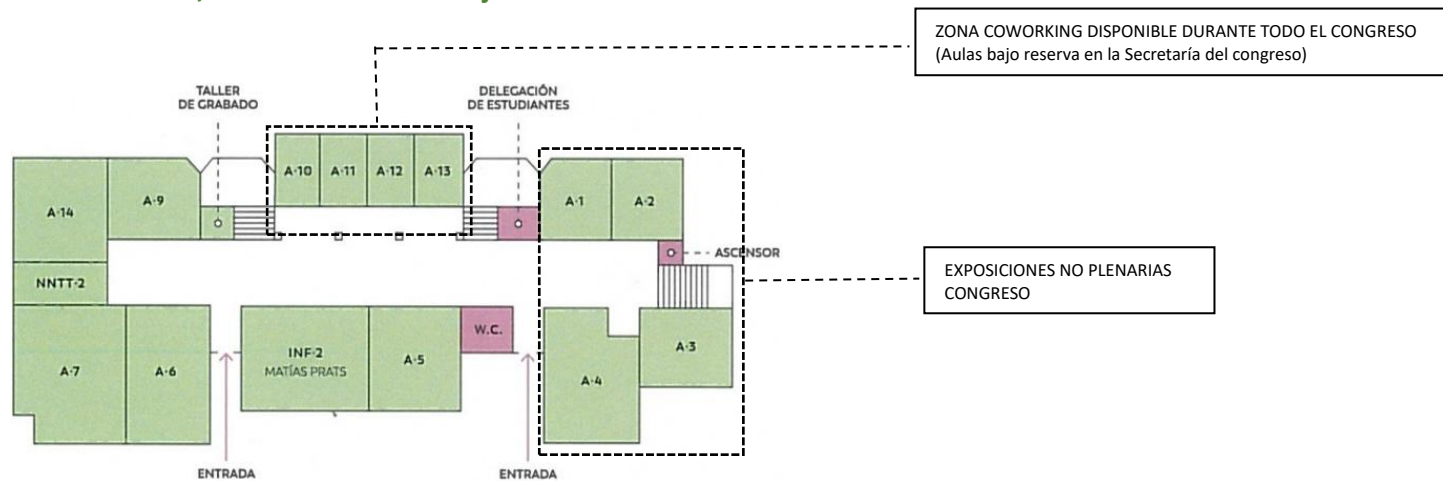 ZONA COWORKING DISPONIBLE DURANTE TODO EL CONGRESO
(Aulas bajo reserva en la Secretaría del congreso)
TALLER
DE GRABADO
DELEGACIÓN
DE ESTUDIANTES
A-10 A-11 A-12 A-13
A-14 A-9 A-1 A-2
ASCENSOR
NNTT-2
EXPOSICIONES NO PLENARIAS
CONGRESO
W.C.
A-7 A-6 INF-2 A-5 A-4 A-3
MATÍAS PRATS
ENTRADA ENTRADA